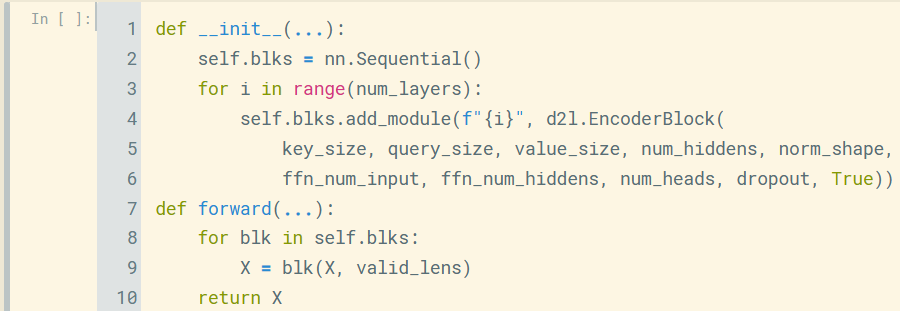 In [ ]:
1 def __init__(...):
2     self.blks = nn.Sequential()
3     for i in range(num_layers):
4         self.blks.add_module(f"{i}", d2l.EncoderBlock(
5             key_size, query_size, value_size, num_hiddens, norm_shape,
6             ffn_num_input, ffn_num_hiddens, num_heads, dropout, True))
7 def forward(...):
8     for blk in self.blks:
9         X = blk(X, valid_lens)
10     return X